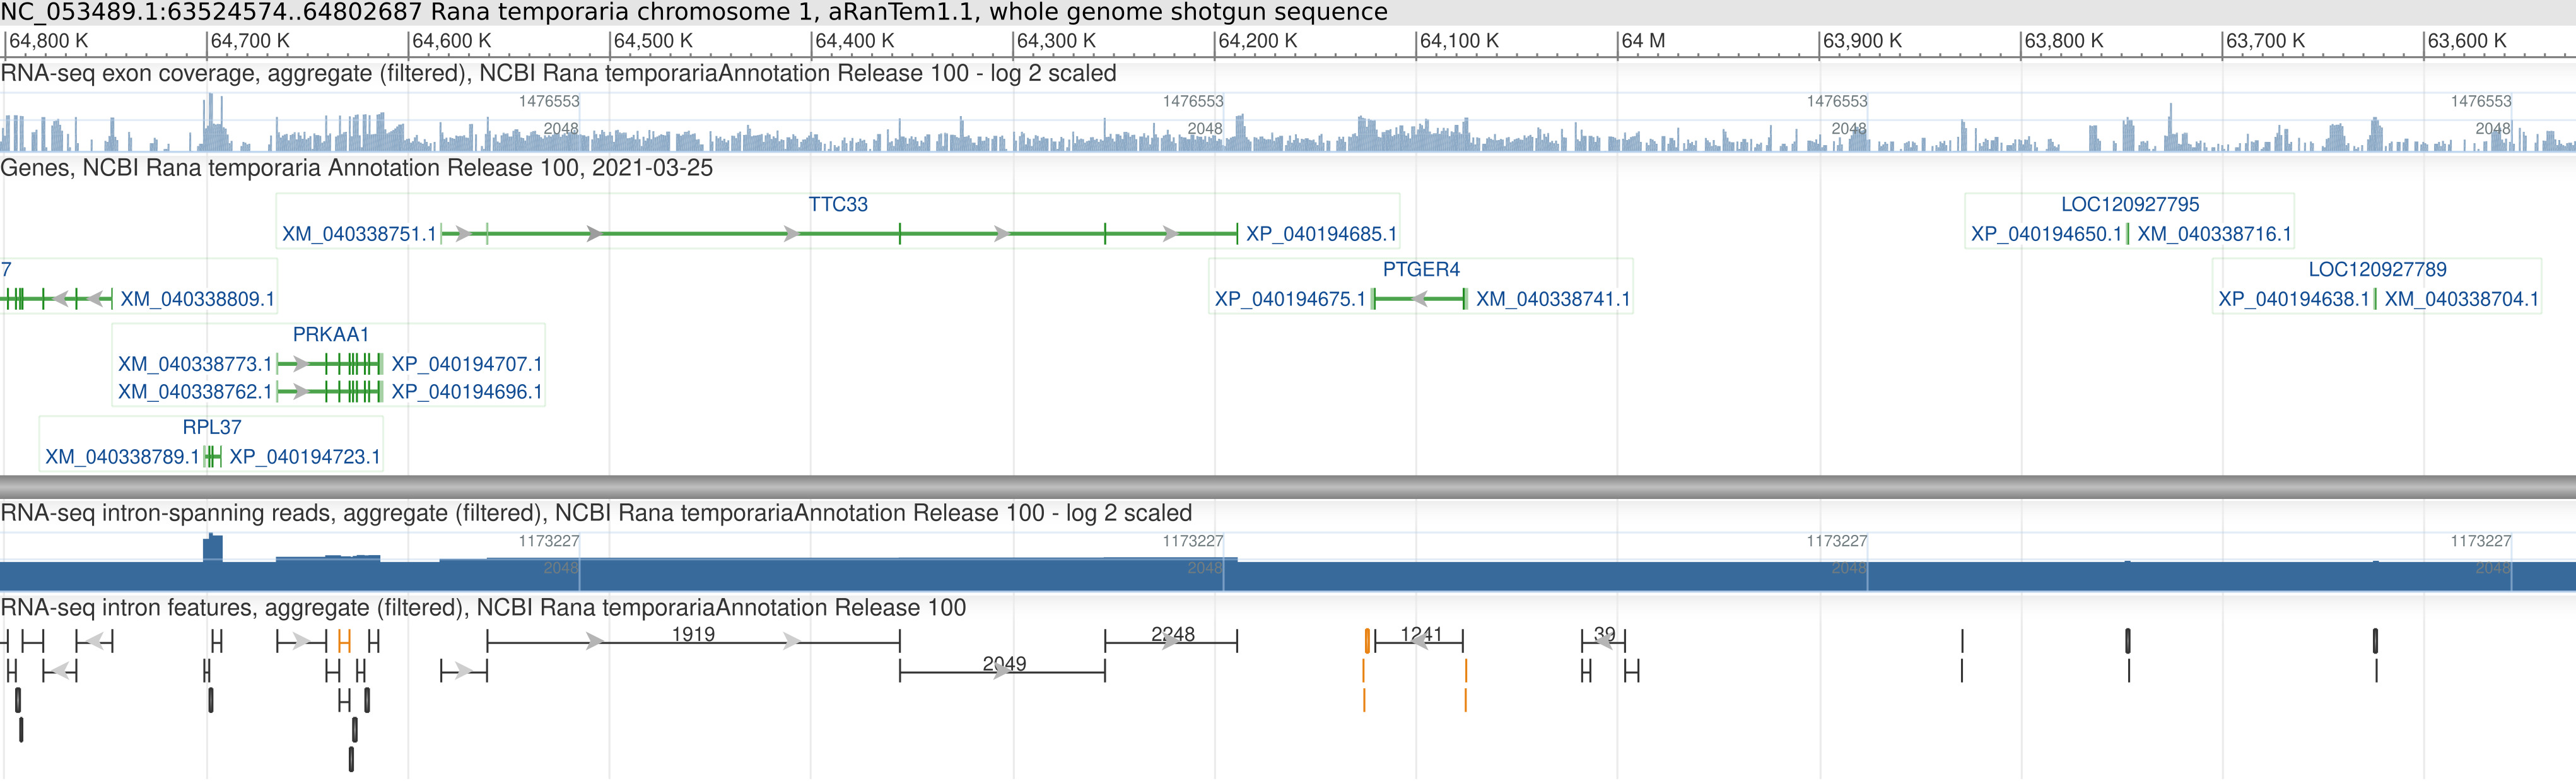 NC_053489.1:63524574..64802687 Rana temporaria chromosome 1, aRanTem1.1, whole genome shotgun sequence
64,800 K 64,700 K 64,600 K 64,500 K 64,400 K 64,300 K 64,200 K 64,100 K 64 M 63,900 K 63,800 K 63,700 K 63,600 K
RNA-seq exon coverage, aggregate (filtered), NCBI Rana temporariaAnnotation Release 100 - log 2 scaled
1476553 1476553 1476553 1476553
2048 2048 2048 2048
Genes, NCBI Rana temporaria Annotation Release 100, 2021-03-25
TTC33 LOC120927795
XM_040338751.1 XP_040194685.1 XP_040194650.1 XM_040338716.1
7 PTGER4 LOC120927789
XM_040338809.1 XP_040194675.1 XM_040338741.1 XP_040194638.1 XM_040338704.1
PRKAA1
XM_040338773.1 XP_040194707.1
XM_040338762.1 XP_040194696.1
RPL37
XM_040338789.1 XP_040194723.1
RNA-seq intron-spanning reads, aggregate (filtered), NCBI Rana temporariaAnnotation Release 100 - log 2 scaled
1173227 1173227 1173227 1173227
2048 2048 2048 2048
RNA-seq intron features, aggregate (filtered), NCBI Rana temporariaAnnotation Release 100
1919 2248 1241 39
2049